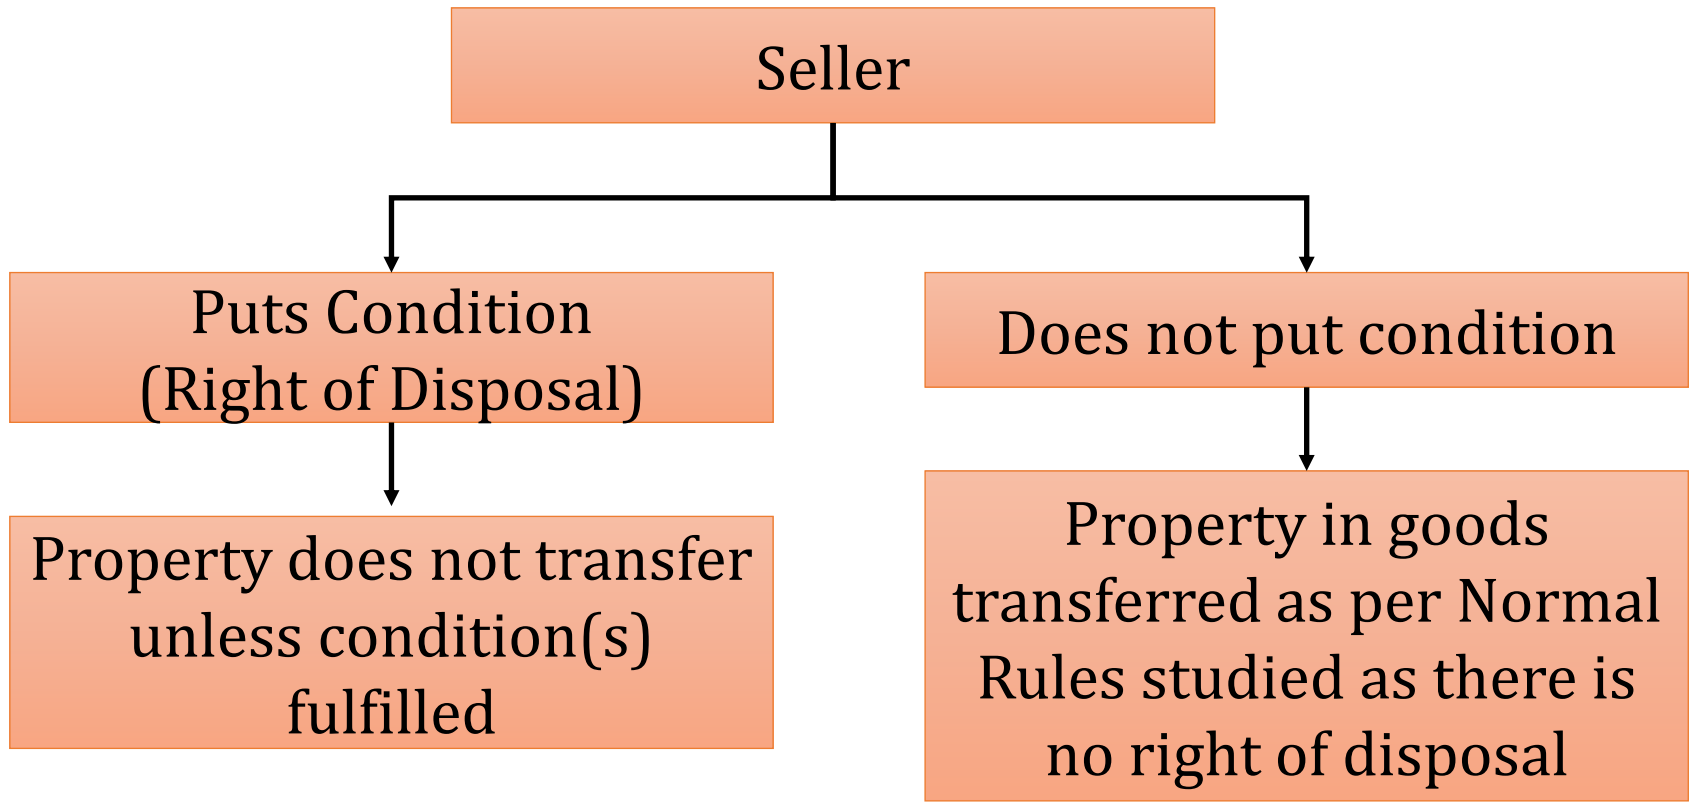 Seller
Puts Condition
(Right of Disposal)
Does not put condition
Property does not transfer
unless condition(s)
fulfilled
Property in goods
transferred as per Normal
Rules studied as there is
no right of disposal